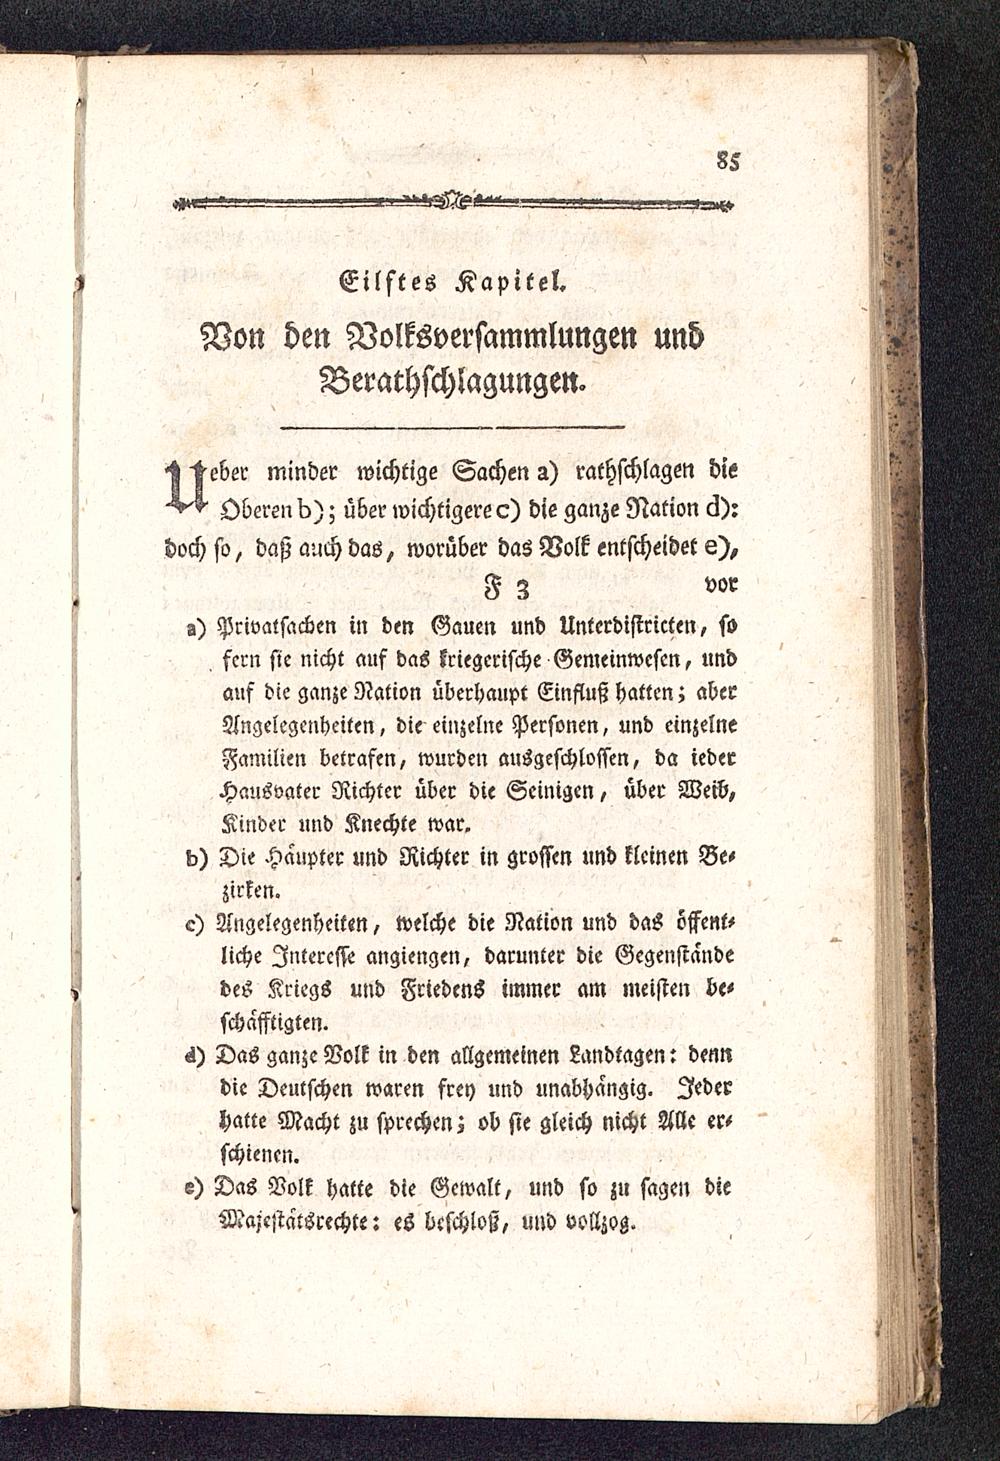 85
Eilftes Kapitel.
Von den Volksversammlungen und
Berathschlagungen.
Ueber minder wichtige Sachen a) rathschlagen die
Oberen b); über wichtigere c) die ganze Nation d):
doch so, daß auch das, worüber das Volk entscheidet e),
F 3 vor
a) Privatsachen in den Gauen und Unterdistricten, so
fern sie nicht auf das kriegerische Gemeinwesen, und
auf die ganze Nation überhaupt Einfluß hatten; aber
Angelegenheiten, die einzelne Personen, und einzelne
Familien betrafen, wurden ausgeschlossen, da ieder
Hausvater Richter über die Seinigen, über Weib,
Kinder und Knechte war.
b) Die Häupter und Richter in grossen und kleinen Be-
zirken.
c) Angelegenheiten, welche die Nation und das öffent-
liche Interesse angiengen, darunter die Gegenstände
des Kriegs und Friedens immer am meisten be-
schäfftigten.
d) Das ganze Volk in den allgemeinen Landtagen: denn
die Deutschen waren frey und unabhängig. Jeder
hatte Macht zu sprechen; ob sie gleich nicht Alle er-
schienen.
e) Das Volk hatte die Gewalt, und so zu sagen die
Majestätsrechte: es beschloß, und vollzog.